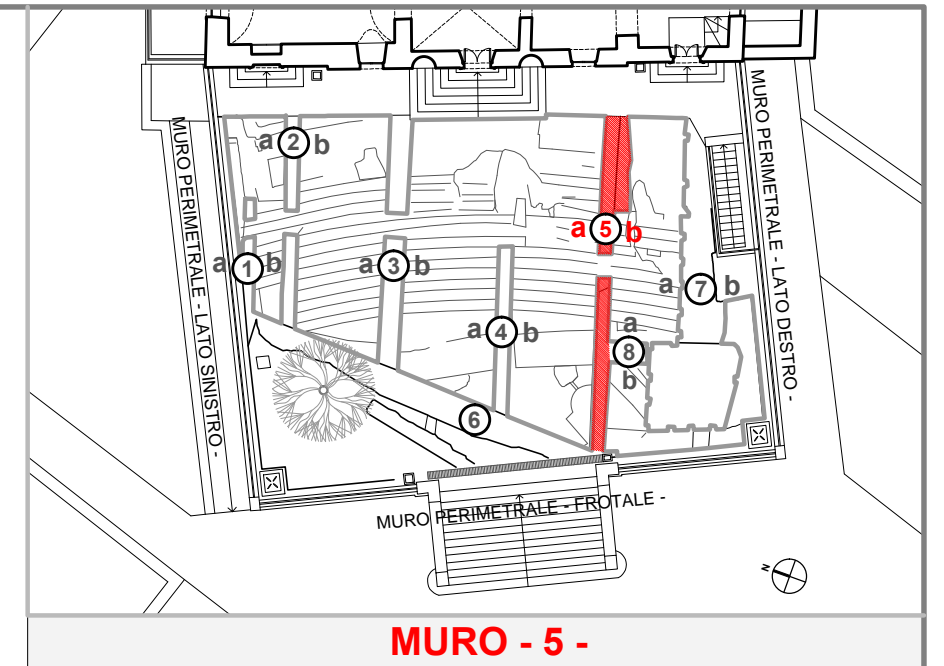 MURO PERIMETRALE - LATO SINISTRO -
MURO PERIMETRALE - LATO DESTRO -
a 2 b
a 5 b
a 1 b
a 3 b
a 7 b
a 4 b
a
8
b
6
MURO PERIMETRALE - FROTALE -
N
MURO - 5 -